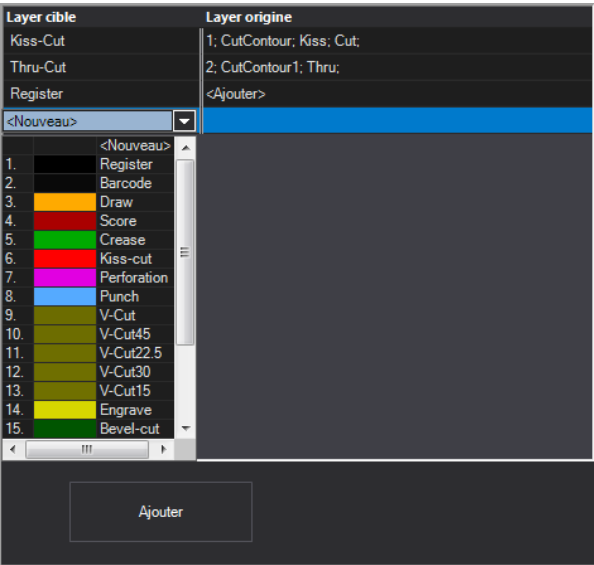 Layer cible Layer origine
Kiss-Cut 1; CutContour; Kiss; Cut;
Thru-Cut 2; CutContour1; Thru;
Register <Ajouter>
<Nouveau>
<Nouveau>
1. Register
2. Barcode
3. Draw
4. Score
5. Crease
6. Kiss-cut
7. Perforation
8. Punch
9. V-Cut
10. V-Cut45
11. V-Cut22.5
12. V-Cut30
13. V-Cut15
14. Engrave
15. Bevel-cut
Ajouter